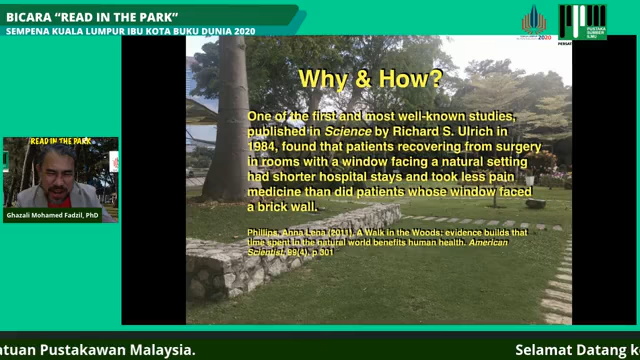 BICARA “READ IN THE PARK”
SEMPENA KUALA LUMPUR IBU KOTA BUKU DUNIA 2020
2020
PUSTAKA
SUMBER
ILMU
Why & How?
One of the first and most well-known studies,
published in Science by Richard S. Ulrich in
1984, found that patients recovering from surgery
in rooms with a window facing a natural setting
had shorter hospital stays and took less pain
medicine than did patients whose window faced
a brick wall.
Phillips, Anna Lena (2011). A Walk in the Woods: evidence builds that
time spent in the natural world benefits human health. American
Scientist, 99(4), p 301
READ IN THE PARK
Ghazali Mohamed Fadzil, PhD
atuan Pustakawan Malaysia.
Selamat Datang k